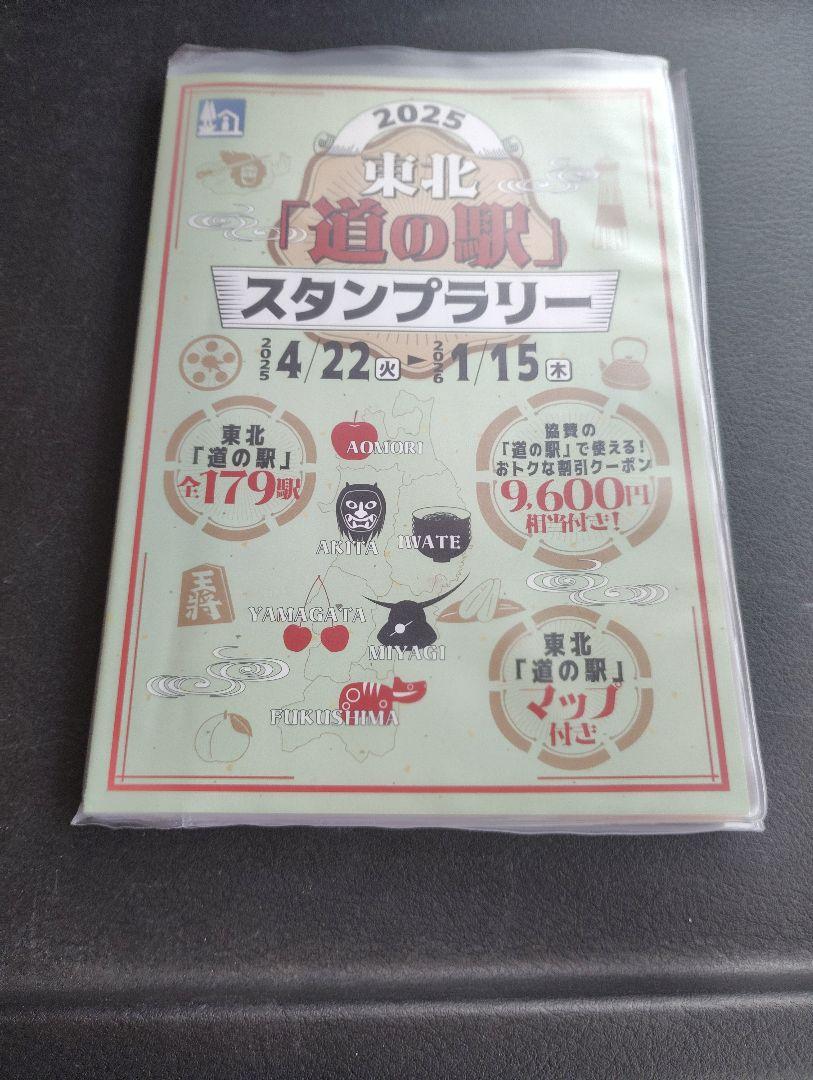 2025
東北
「道の駅」
スタンプラリー
2025 4/22火 ▶ 2026 1/15木
東北
「道の駅」
全179駅
協賛の
「道の駅」で使える!
おトクな割引クーポン
9,600円
相当付き!
AOMORI
AKITA
IWATE
王将
YAMAGATA
MIYAGI
FUKUSHIMA
東北
「道の駅」
マップ
付き